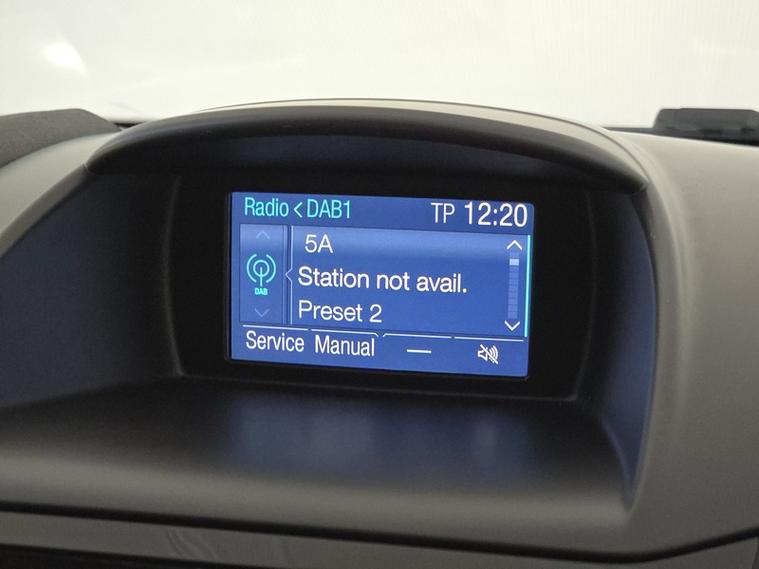 Radio < DAB1 TP 12:20
5A
DAB
Station not avail.
Preset 2
Service Manual